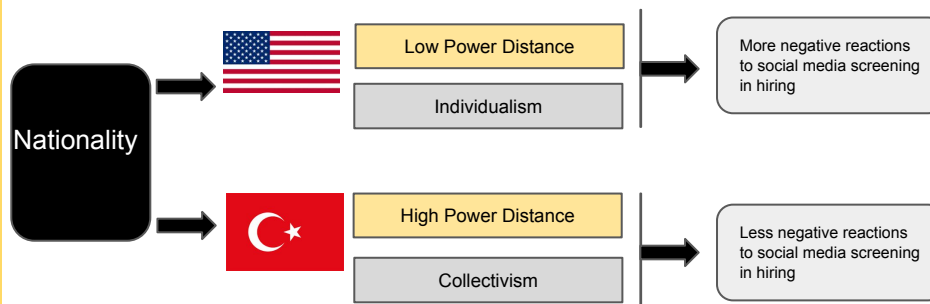 Nationality
Low Power Distance
Individualism
More negative reactions
to social media screening
in hiring
High Power Distance
Collectivism
Less negative reactions
to social media screening
in hiring